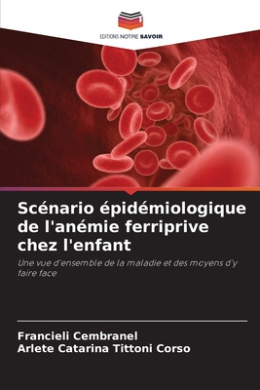 EDITIONS NOTRE SAVOIR
Scénario épidémiologique
de l'anémie ferriprive
chez l'enfant
Une vue d'ensemble de la maladie et des moyens d'y
faire face
Francieli Cembranel
Arlete Catarina Tittoni Corso